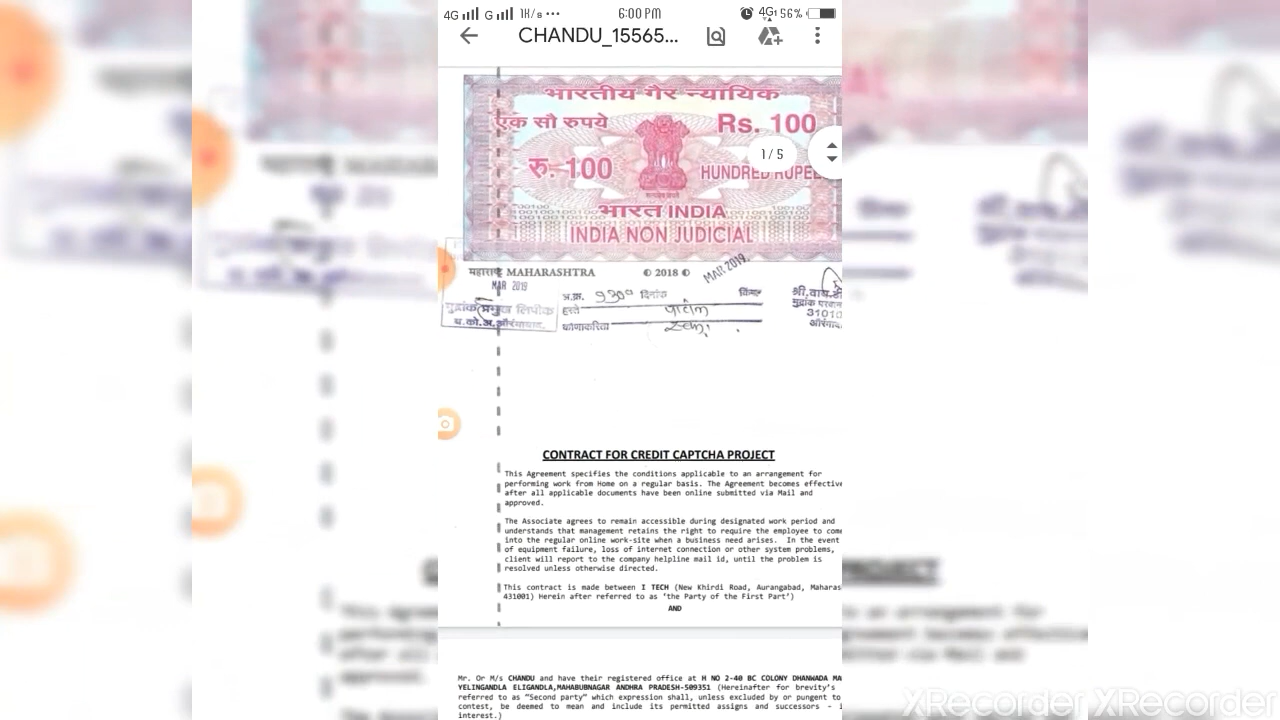 4G G 1K/s ••• 6:00 PM 4G 56%
CHANDU_15565...
भारतीय गैर न्यायिक
एक सौ रुपये Rs. 100
1/5
रु. 100 HUNDRED RUPEE
भारत INDIA
INDIA NON JUDICIAL
महाराष्ट्र MAHARASHTRA © 2018 © MAR 2019
MAR 2019
दिनांक
मुद्रांक प्रमुख लिपीक
हस्ते
31010
कोणाकरिता
CONTRACT FOR CREDIT CAPTCHA PROJECT
This Agreement specifies the conditions applicable to an arrangement for
performing work from Home on a regular basis. The Agreement becomes effective
after all applicable documents have been online submitted via Mail and
approved.
The Associate agrees to remain accessible during designated work period and
understands that management retains the right to require the employee to come
into the regular online work-site when a business need arises. In the event
of equipment failure, loss of internet connection or other system problems,
client will report to the company helpline mail id, until the problem is
resolved unless otherwise directed.
This contract is made between I TECH (New Khirdi Road, Aurangabad, Maharas
431001) Herein after referred to as ‘the Party of the First Part’)
AND
Mr. Or M/s CHANDU and have their registered office at H NO 2-40 BC COLONY DHANWADA MA
YELINGANDLA ELIGANDLA,MAHABUBNAGAR ANDHRA PRADESH-509351 (Hereinafter for brevity’s
referred to as “Second party” which expression shall, unless excluded by or pungent to
contest, be deemed to mean and include its permitted assigns and successors - i
interest.)
XRecorder